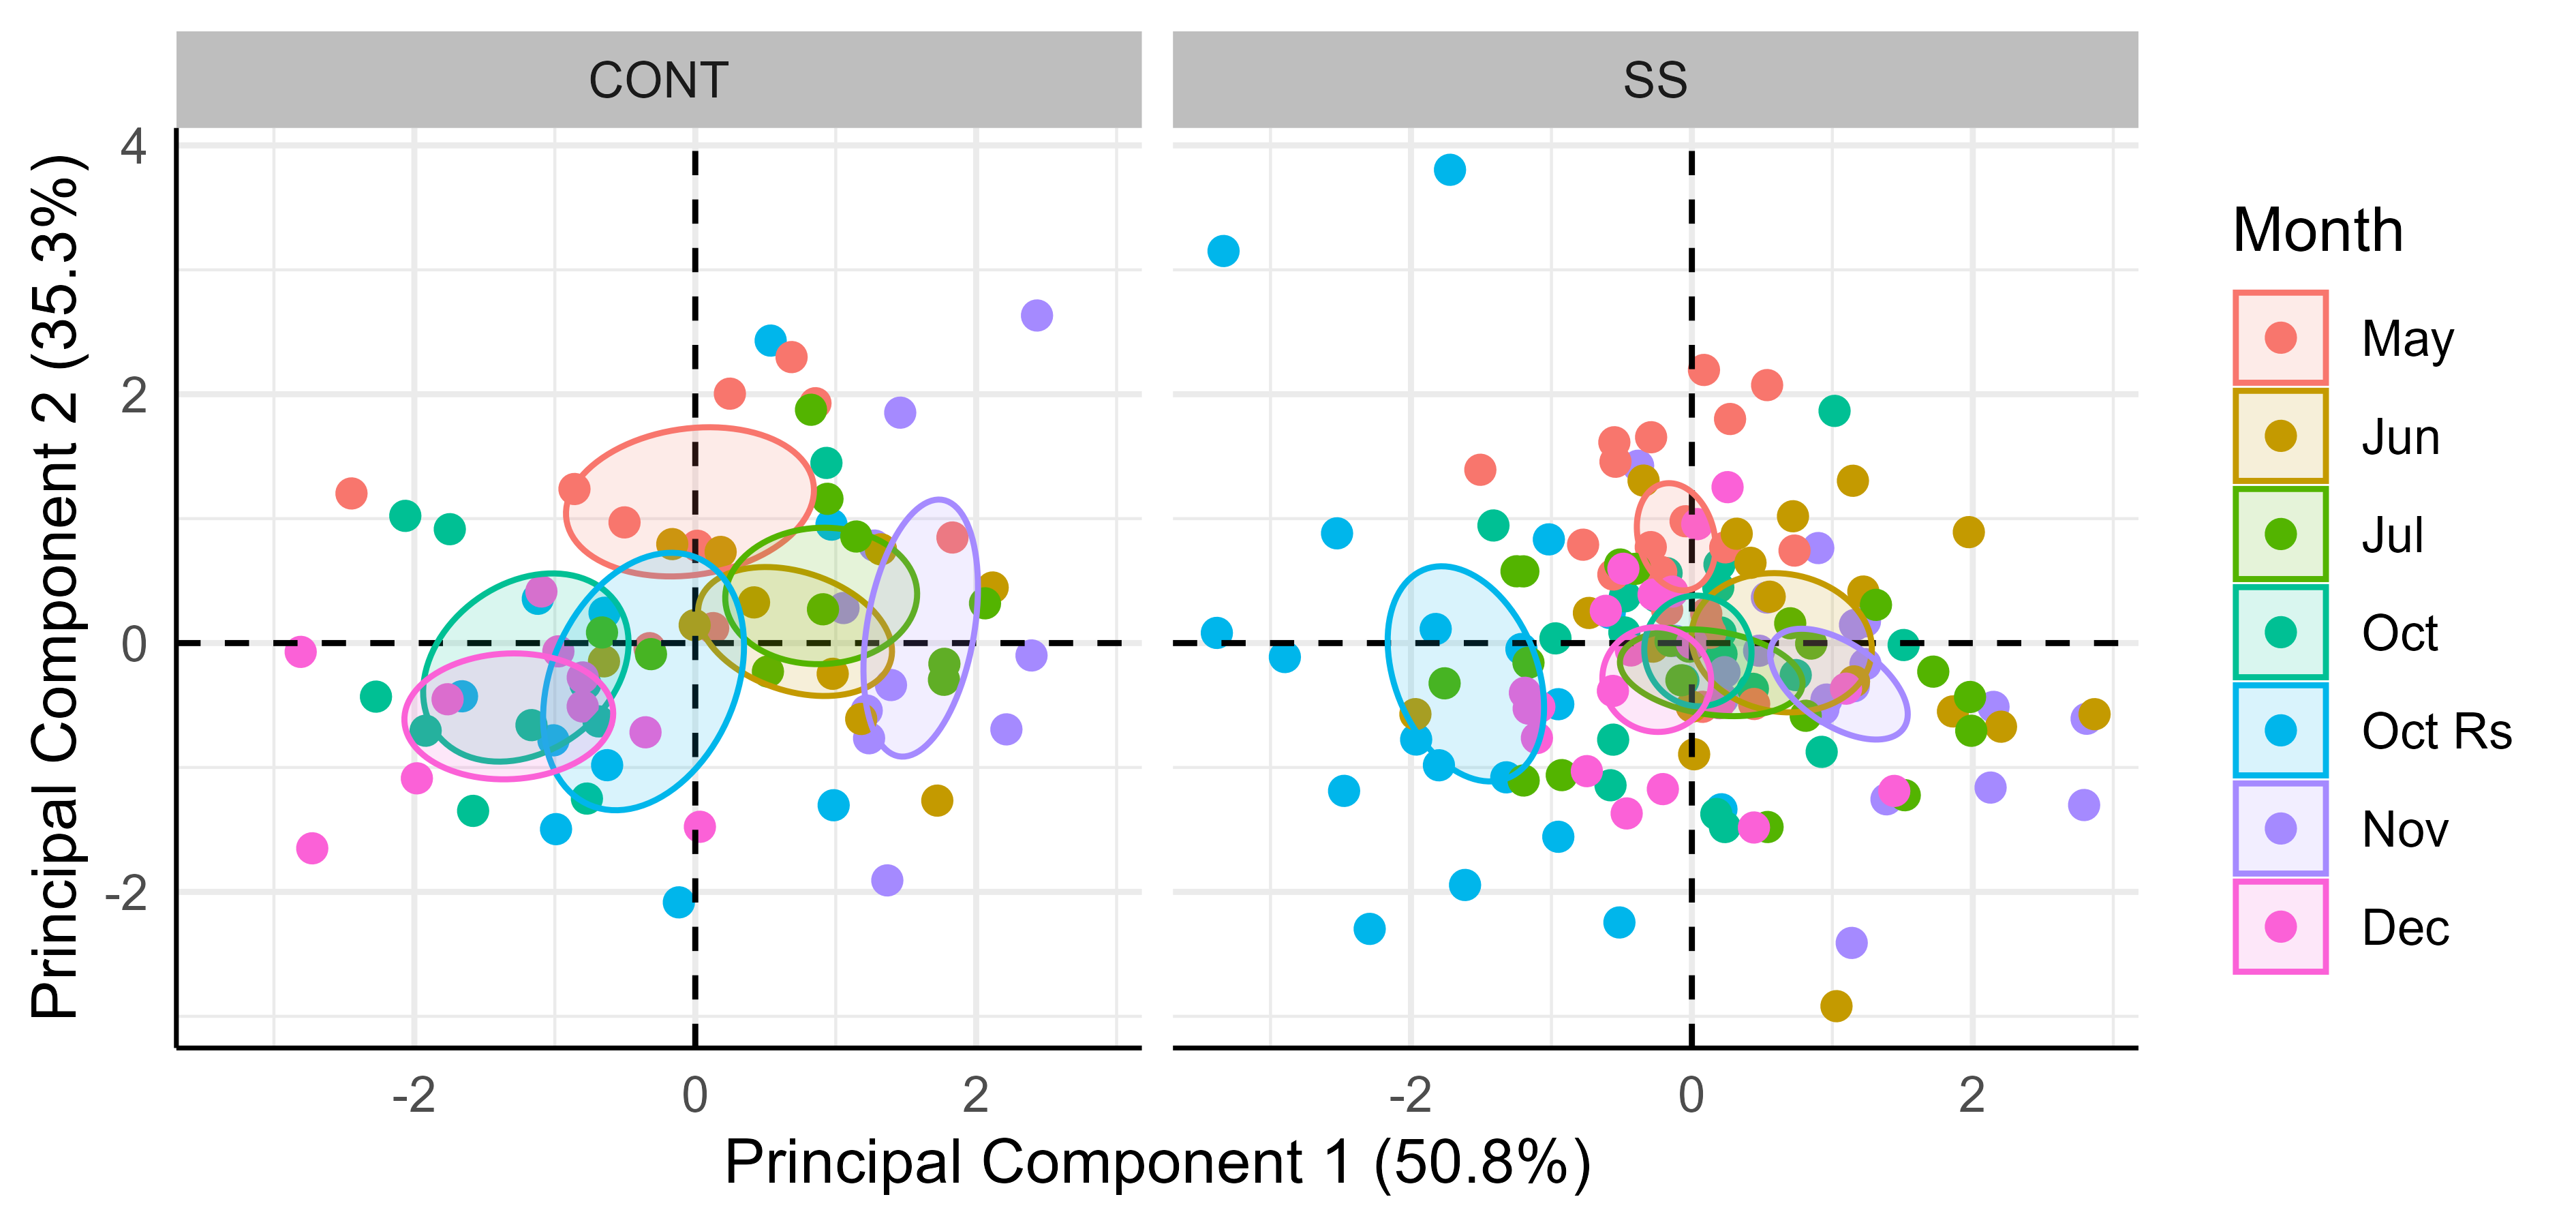 CONT
SS
4
2
0
-2
Principal Component 2 (35.3%)
-2
0
2
-2
0
2
Principal Component 1 (50.8%)
Month
May
Jun
Jul
Oct
Oct Rs
Nov
Dec